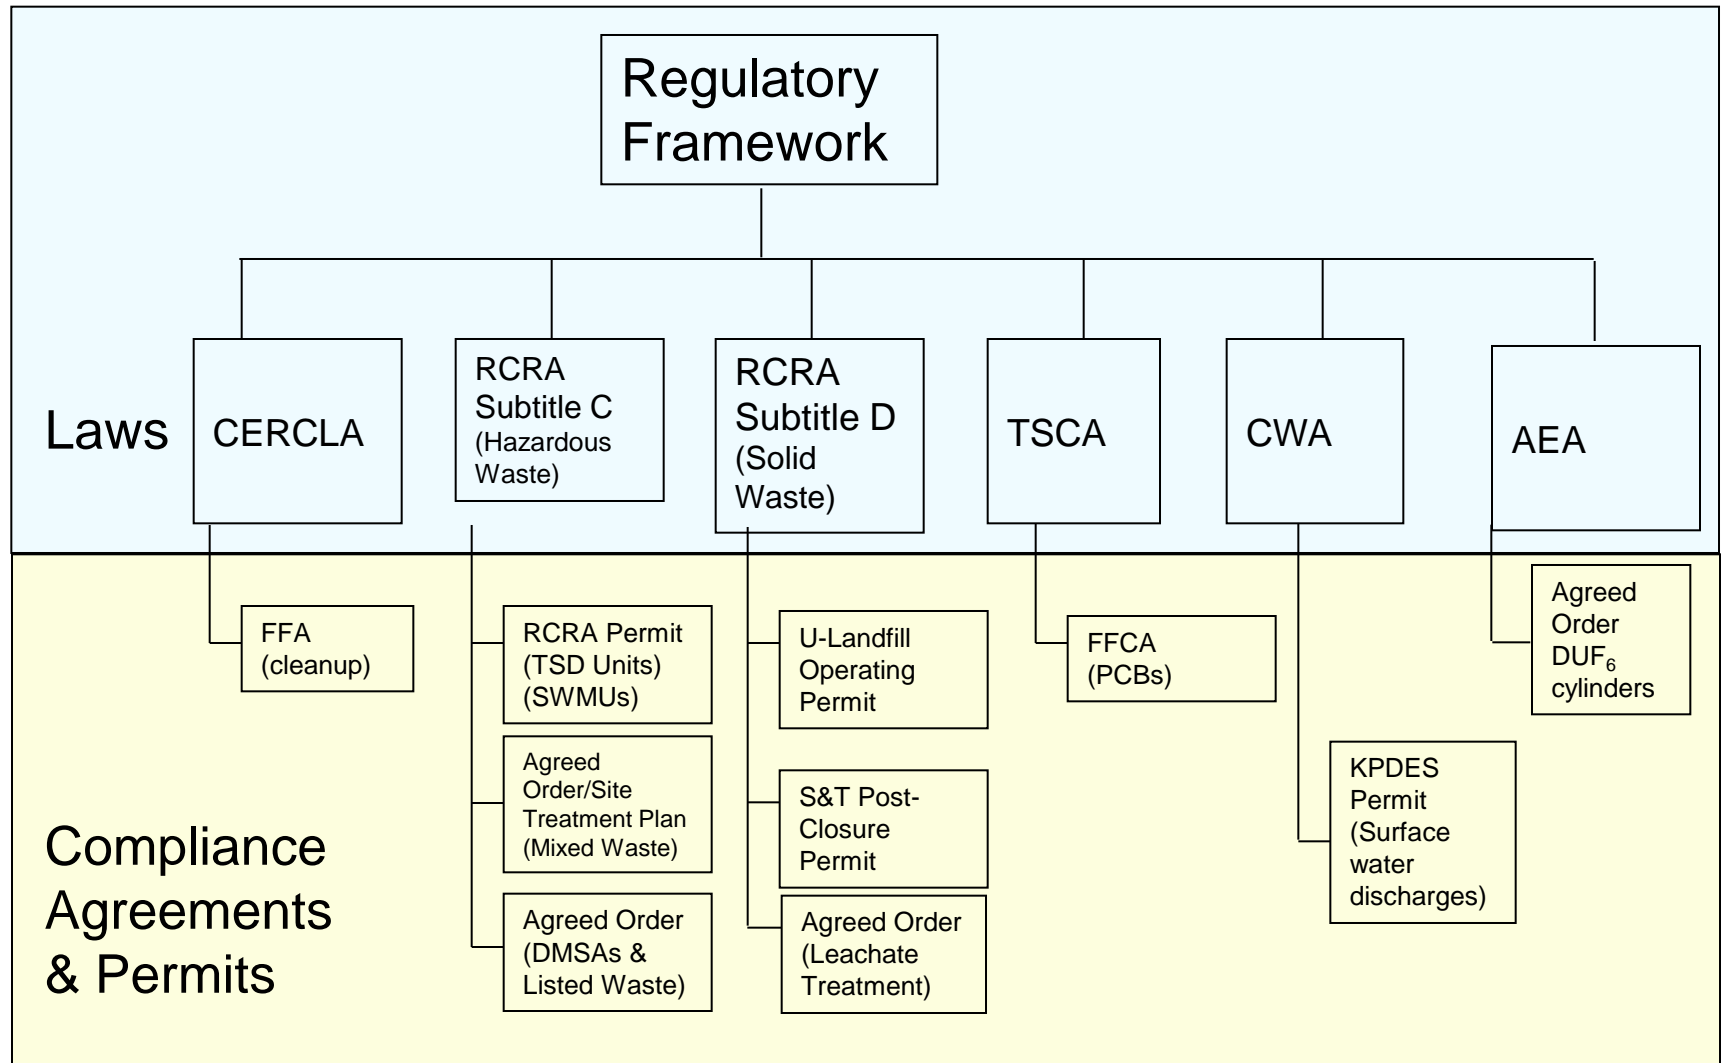 Regulatory
Framework
Laws
CERCLA
RCRA
Subtitle C
(Hazardous
Waste)
RCRA
Subtitle D
(Solid
Waste)
TSCA
CWA
AEA
Compliance
Agreements
& Permits
FFA
(cleanup)
RCRA Permit
(TSD Units)
(SWMUs)
Agreed
Order/Site
Treatment Plan
(Mixed Waste)
Agreed Order
(DMSAs &
Listed Waste)
U-Landfill
Operating
Permit
S&T Post-
Closure
Permit
Agreed Order
(Leachate
Treatment)
FFCA
(PCBs)
KPDES
Permit
(Surface
water
discharges)
Agreed
Order
DUF₆
cylinders